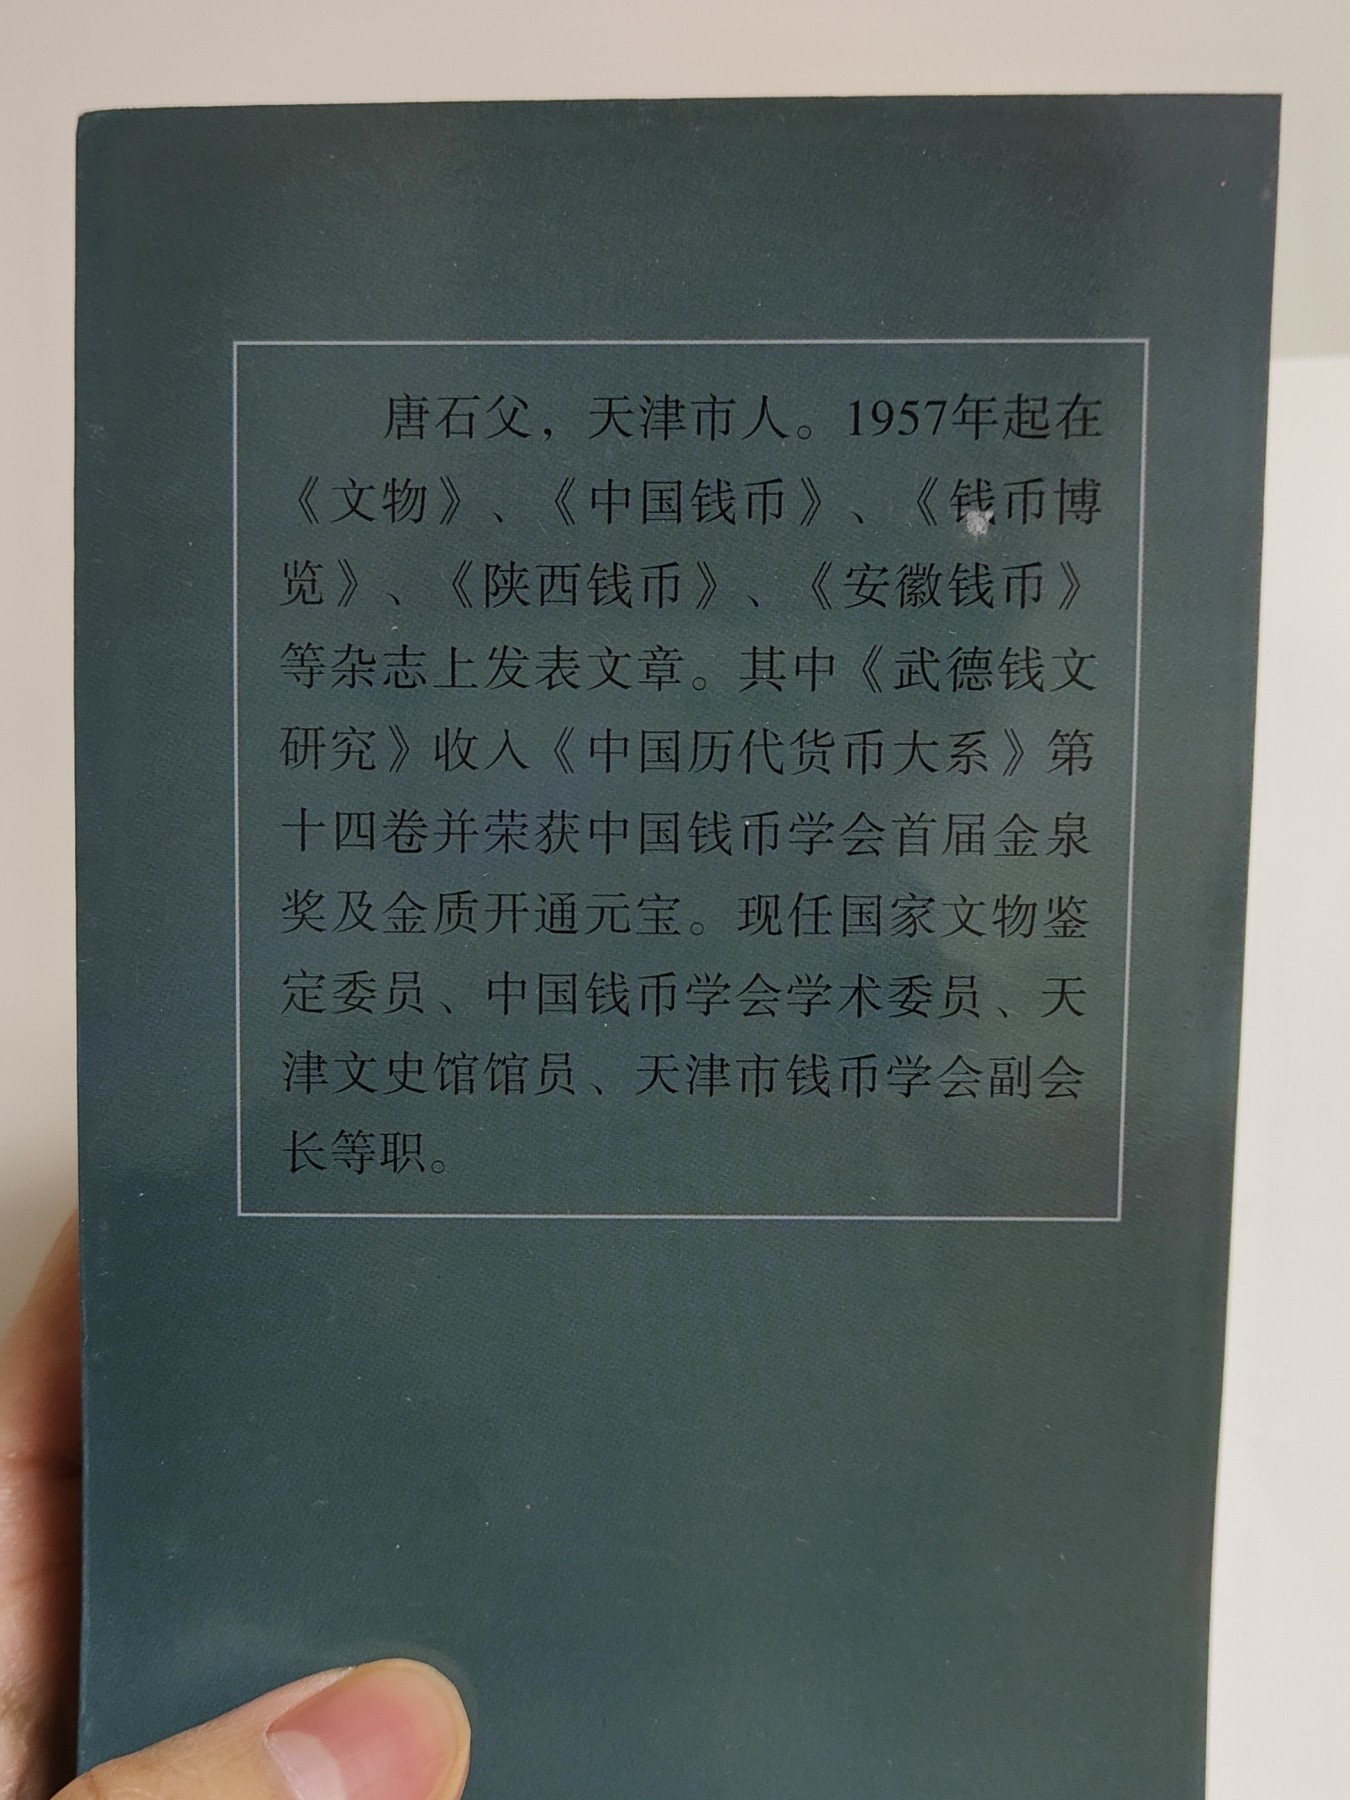 唐石父，天津市人。1957年起在
《文物》、《中国钱币》、《钱币博
览》、《陕西钱币》、《安徽钱币》
等杂志上发表文章。其中《武德钱文
研究》收入《中国历代货币大系》第
十四卷并荣获中国钱币学会首届金泉
奖及金质开通元宝。现任国家文物鉴
定委员、中国钱币学会学术委员、天
津文史馆馆员、天津市钱币学会副会
长等职。